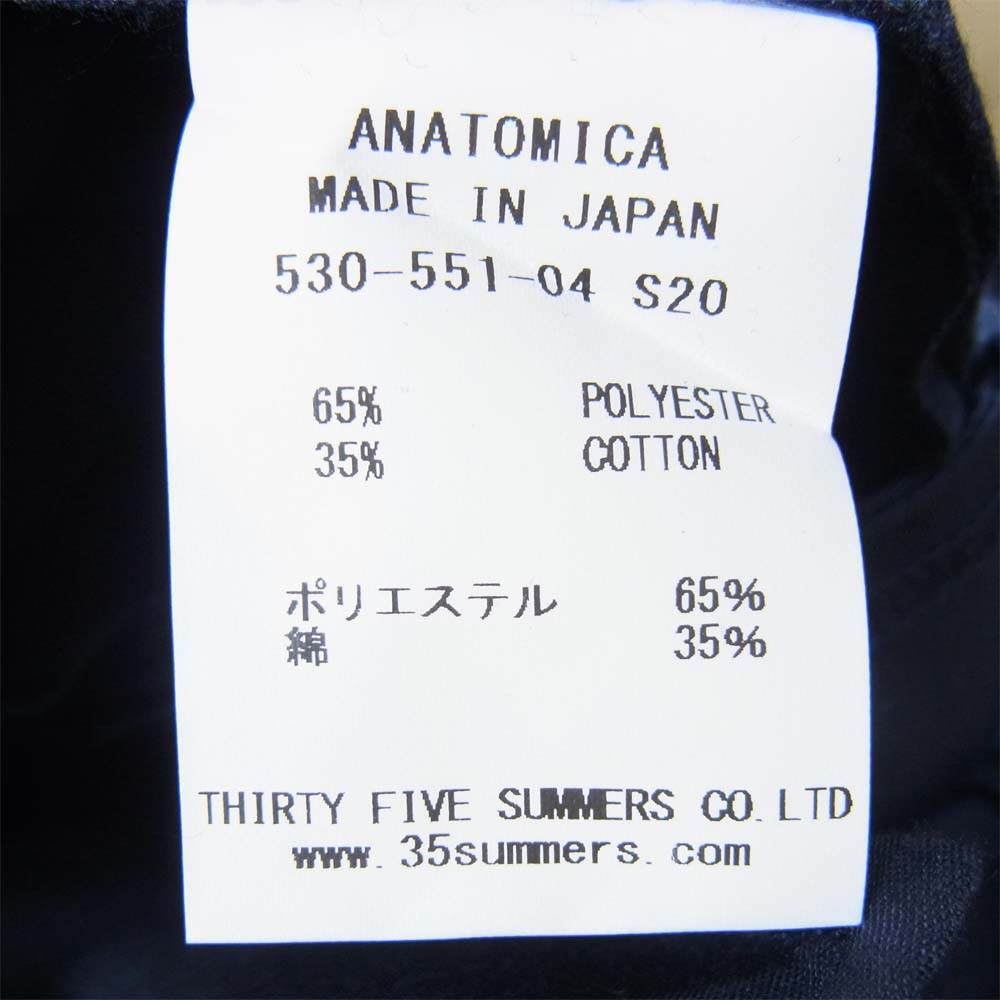 ANATOMICA
MADE IN JAPAN
530-551-04 S20
65% POLYESTER
35% COTTON
ポリエステル 65%
綿 35%
THIRTY FIVE SUMMERS CO.LTD
www.35summers.com